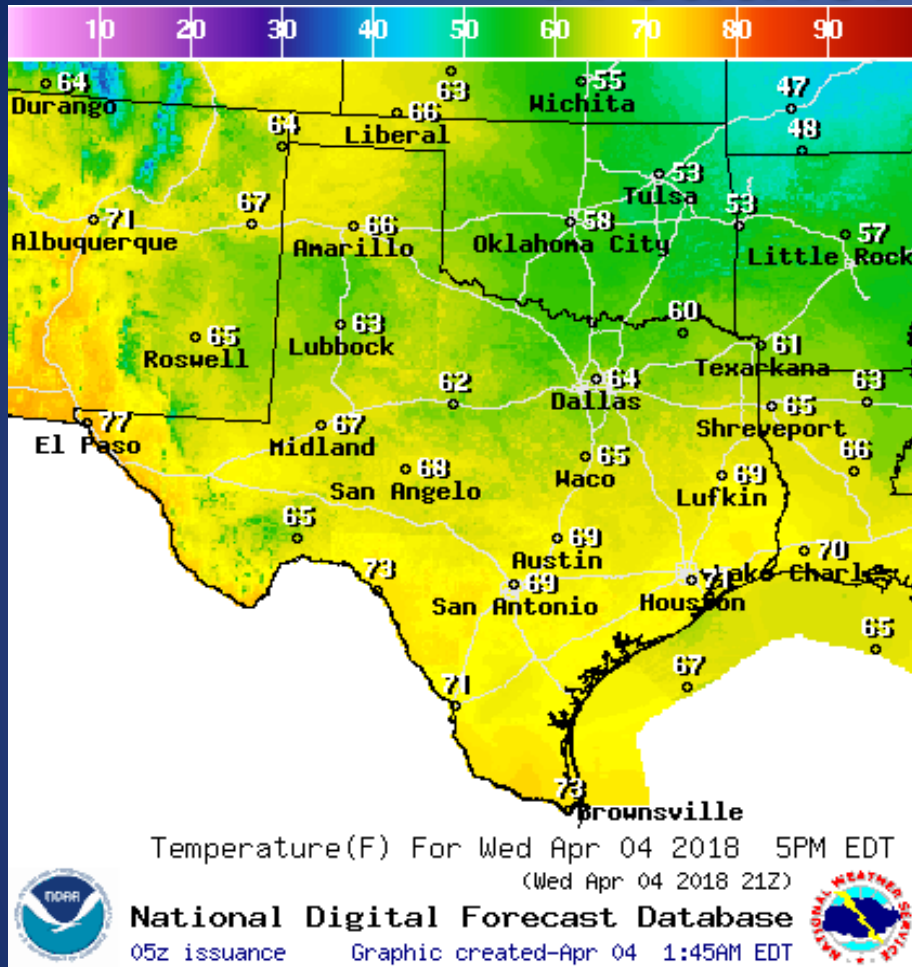 10 20 30 40 50 60 70 80 90
64
Durango
63
55
Wichita
47
66
Liberal
64
48
53
Tulsa
71
Albuquerque
67
66
Amarillo
58
Oklahoma City
53
57
Little Rock
65
Roswell
63
Lubbock
60
61
Texarkana
64
Dallas
62
63
65
Shreveport
77
El Paso
67
Midland
68
San Angelo
65
Waco
69
Lufkin
66
65
69
Austin
70
Lake Charles
73
69
San Antonio
71
Houston
65
67
71
73
Brownsville
Temperature(F) For Wed Apr 04 2018 5PM EDT
(Wed Apr 04 2018 21Z)
National Digital Forecast Database
05z issuance Graphic created-Apr 04 1:45AM EDT
NOAA
NATIONAL WEATHER SERVICE